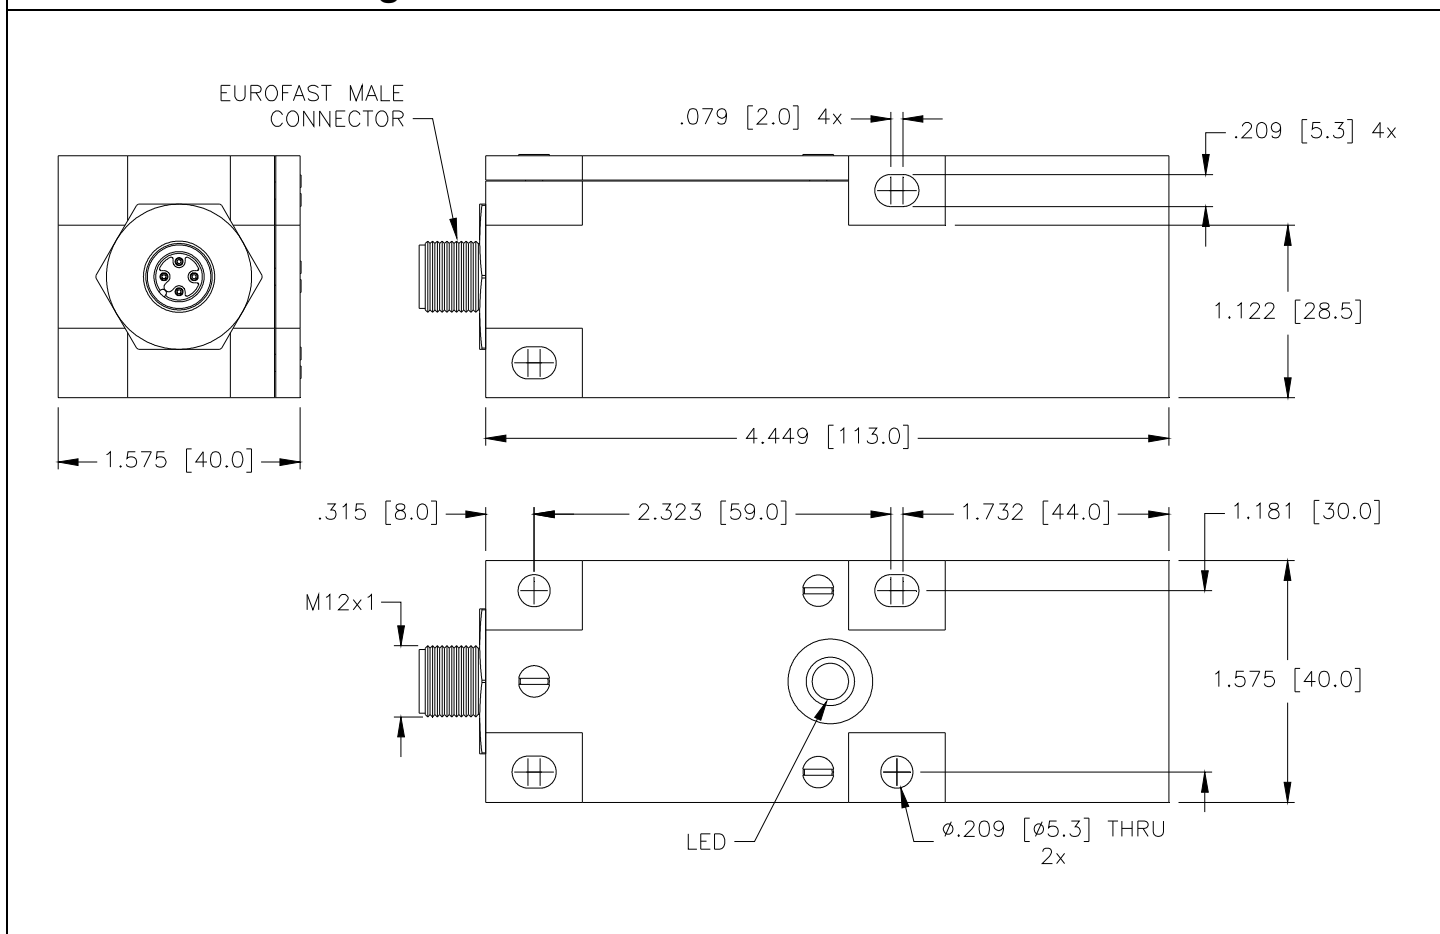 EUROFAST MALE
CONNECTOR
.079 [2.0] 4x
.209 [5.3] 4x
1.122 [28.5]
4.449 [113.0]
1.575 [40.0]
.315 [8.0]
2.323 [59.0]
1.732 [44.0]
1.181 [30.0]
M12x1
1.575 [40.0]
LED
ø.209 [ø5.3] THRU
2x